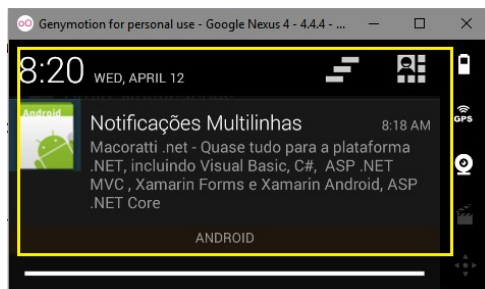 Genymotion for personal use - Google Nexus 4 - 4.4.4 - ...
8:20 WED, APRIL 12
Android
Notificações Multilinhas 8:18 AM
Macoratti .net - Quase tudo para a plataforma
.NET, incluindo Visual Basic, C#, ASP .NET
MVC , Xamarin Forms e Xamarin Android, ASP
.NET Core
ANDROID
GPS